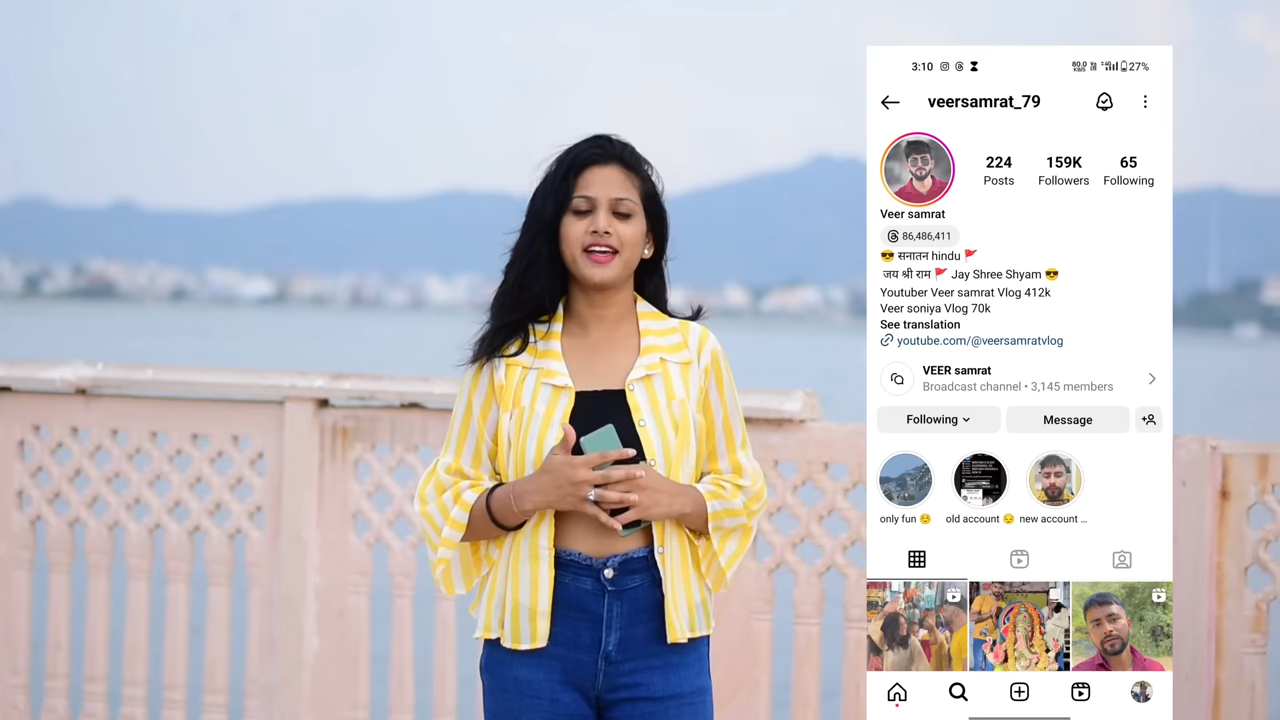 3:10 27%
veersamrat_79
224 159K 65
Posts Followers Following
Veer samrat
86,486,411
😎 सनातन hindu 🚩
जय श्री राम 🚩 Jay Shree Shyam 😎
Youtuber Veer samrat Vlog 412k
Veer soniya Vlog 70k
See translation
youtube.com/@veersamratvlog
VEER samrat
Broadcast channel • 3,145 members
Following Message
only fun ☺️ old account 😔 new account ...